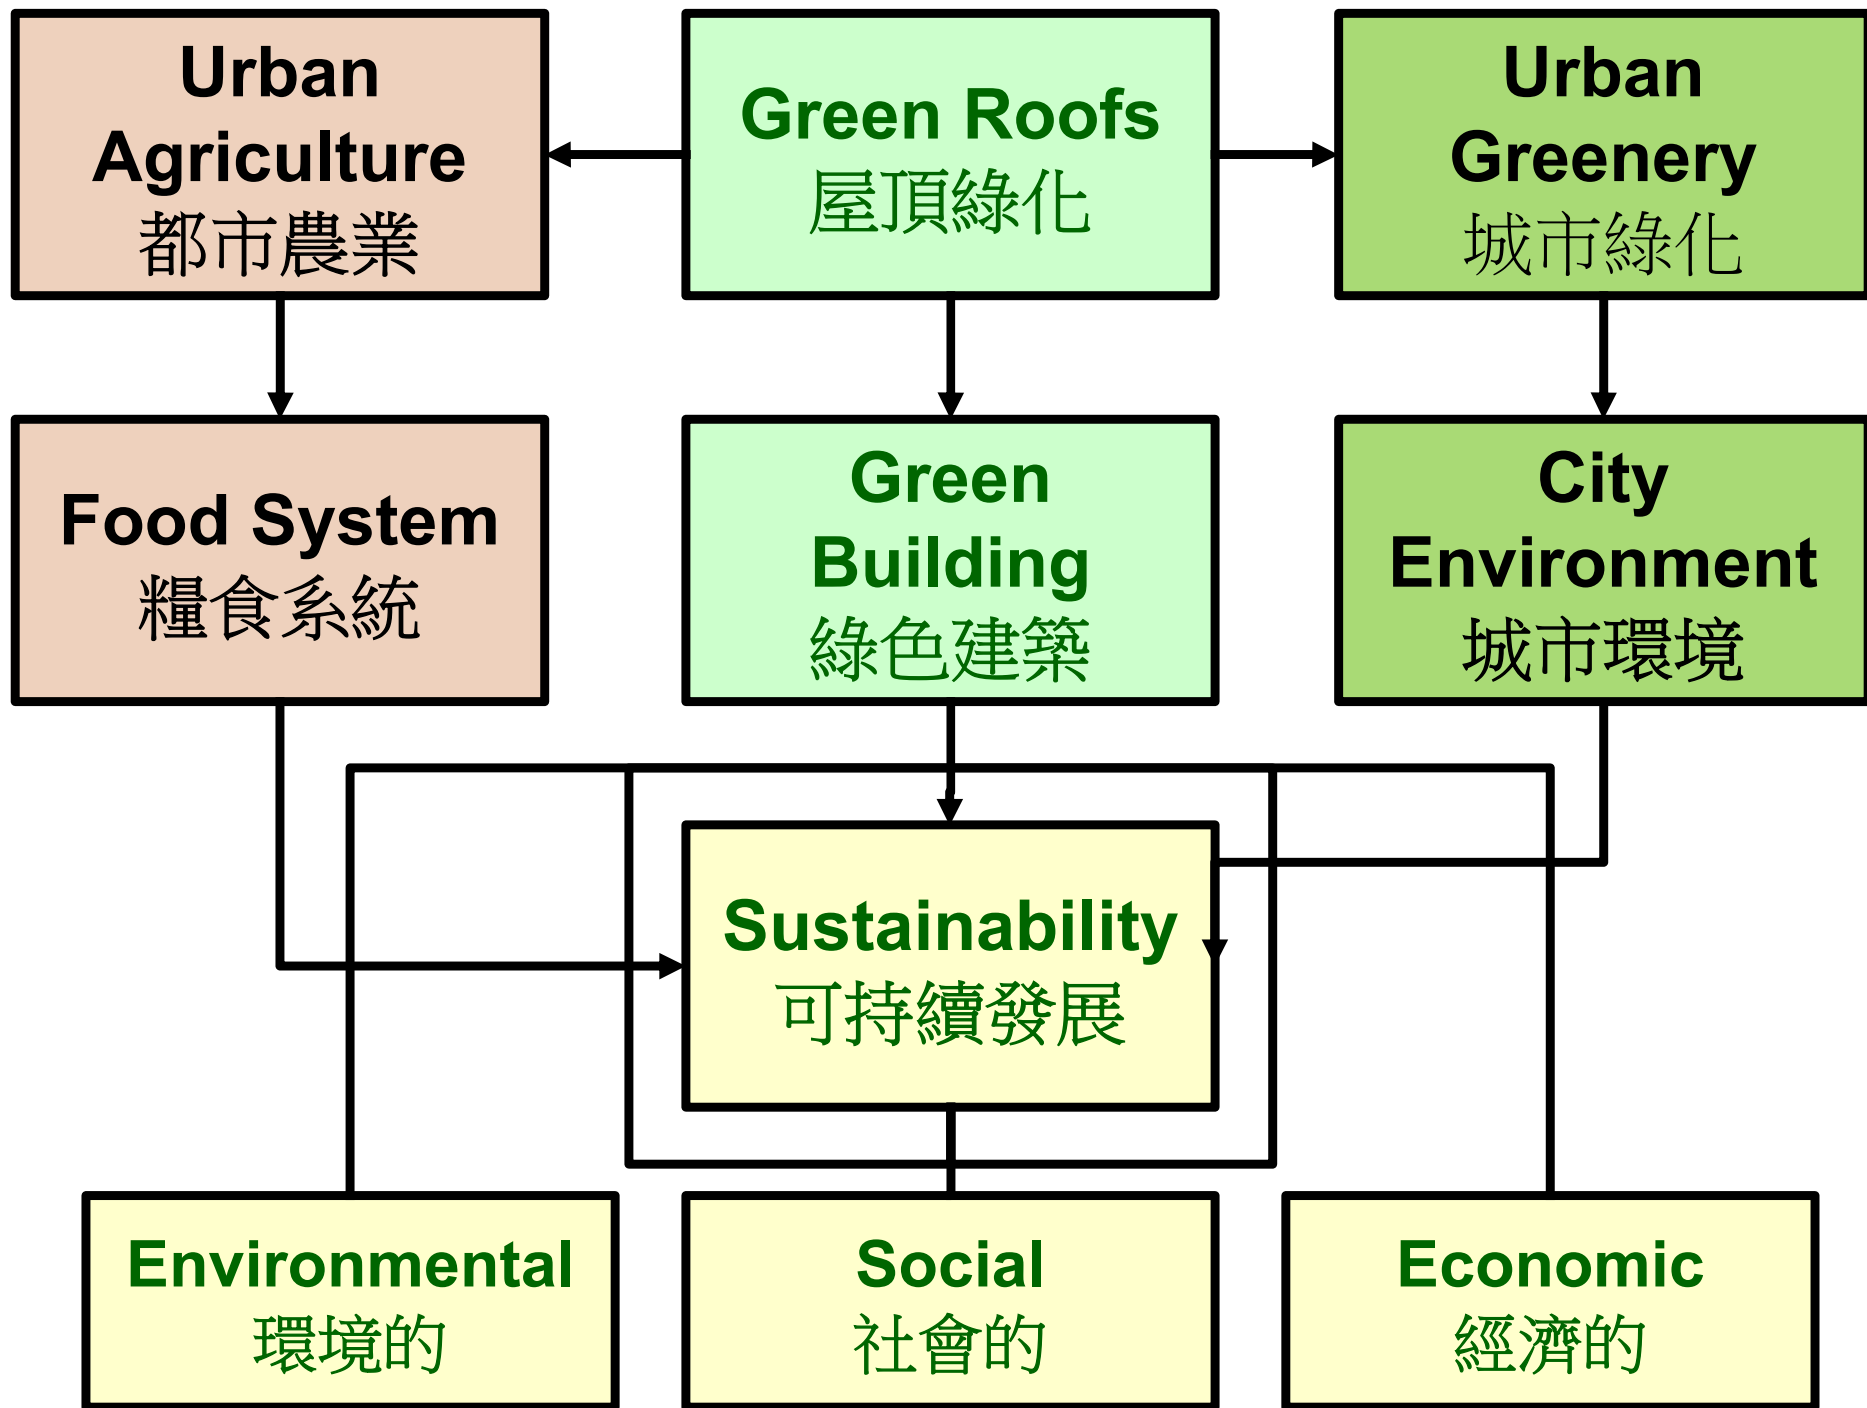 Urban
Agriculture
都市農業
Green Roofs
屋頂綠化
Urban
Greenery
城市綠化
Food System
糧食系統
Green
Building
綠色建築
City
Environment
城市環境
Sustainability
可持續發展
Environmental
環境的
Social
社會的
Economic
經濟的